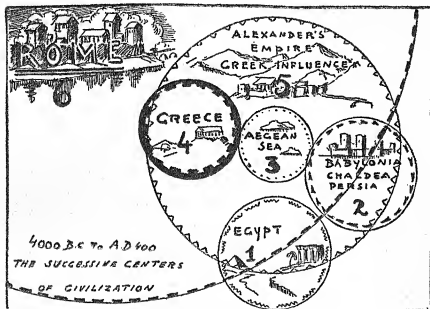 ROME
6
ALEXANDER'S
EMPIRE
GREEK INFLUENCE
5
GREECE
4
AEGEAN
SEA
3
BABYLONIA
CHALDEA
PERSIA
2
EGYPT
1
4000 B.C TO A D 400
THE SUCCESSIVE CENTERS
OF CIVILIZATION